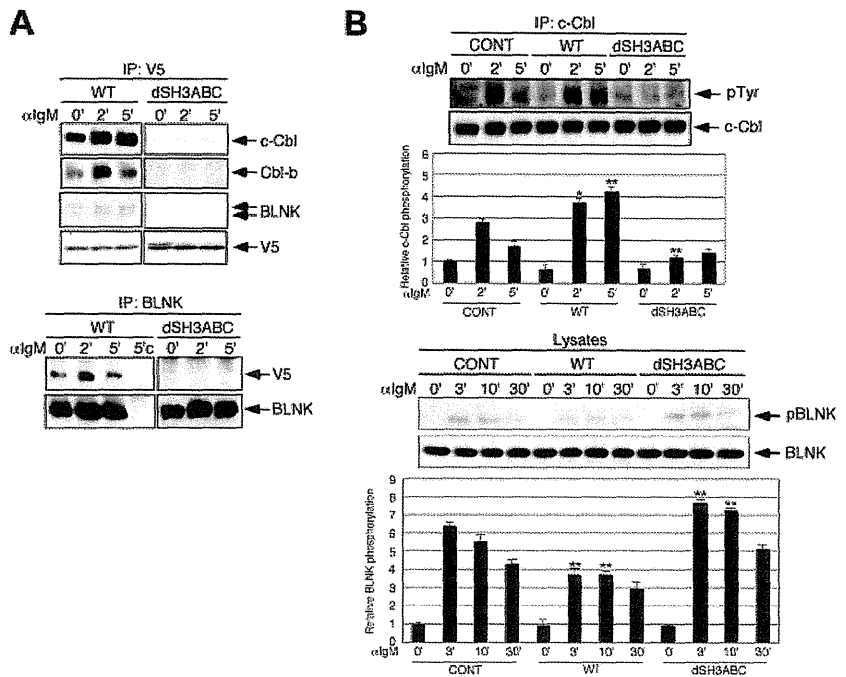 A
IP: V5
WT dSH3ABC
αIgM 0' 2' 5' 0' 2' 5'
c-Cbl
Cbl-b
BLNK
V5
IP: BLNK
WT dSH3ABC
αIgM 0' 2' 5' 5'c 0' 2' 5'
V5
BLNK
B
IP: c-Cbl
CONT WT dSH3ABC
αIgM 0' 2' 5' 0' 2' 5' 0' 2' 5'
pTyr
c-Cbl
Relative c-Cbl phosphorylation
6
5
4
3
2
1
0
* ** **
αIgM 0' 2' 5' 0' 2' 5' 0' 2' 5'
CONT WT dSH3ABC
Lysates
CONT WT dSH3ABC
αIgM 0' 3' 10' 30' 0' 3' 10' 30' 0' 3' 10' 30'
pBLNK
BLNK
Relative BLNK phosphorylation
9
8
7
6
5
4
3
2
1
0
** ** ** **
αIgM 0' 3' 10' 30' 0' 3' 10' 30' 0' 3' 10' 30'
CONT WT dSH3ABC